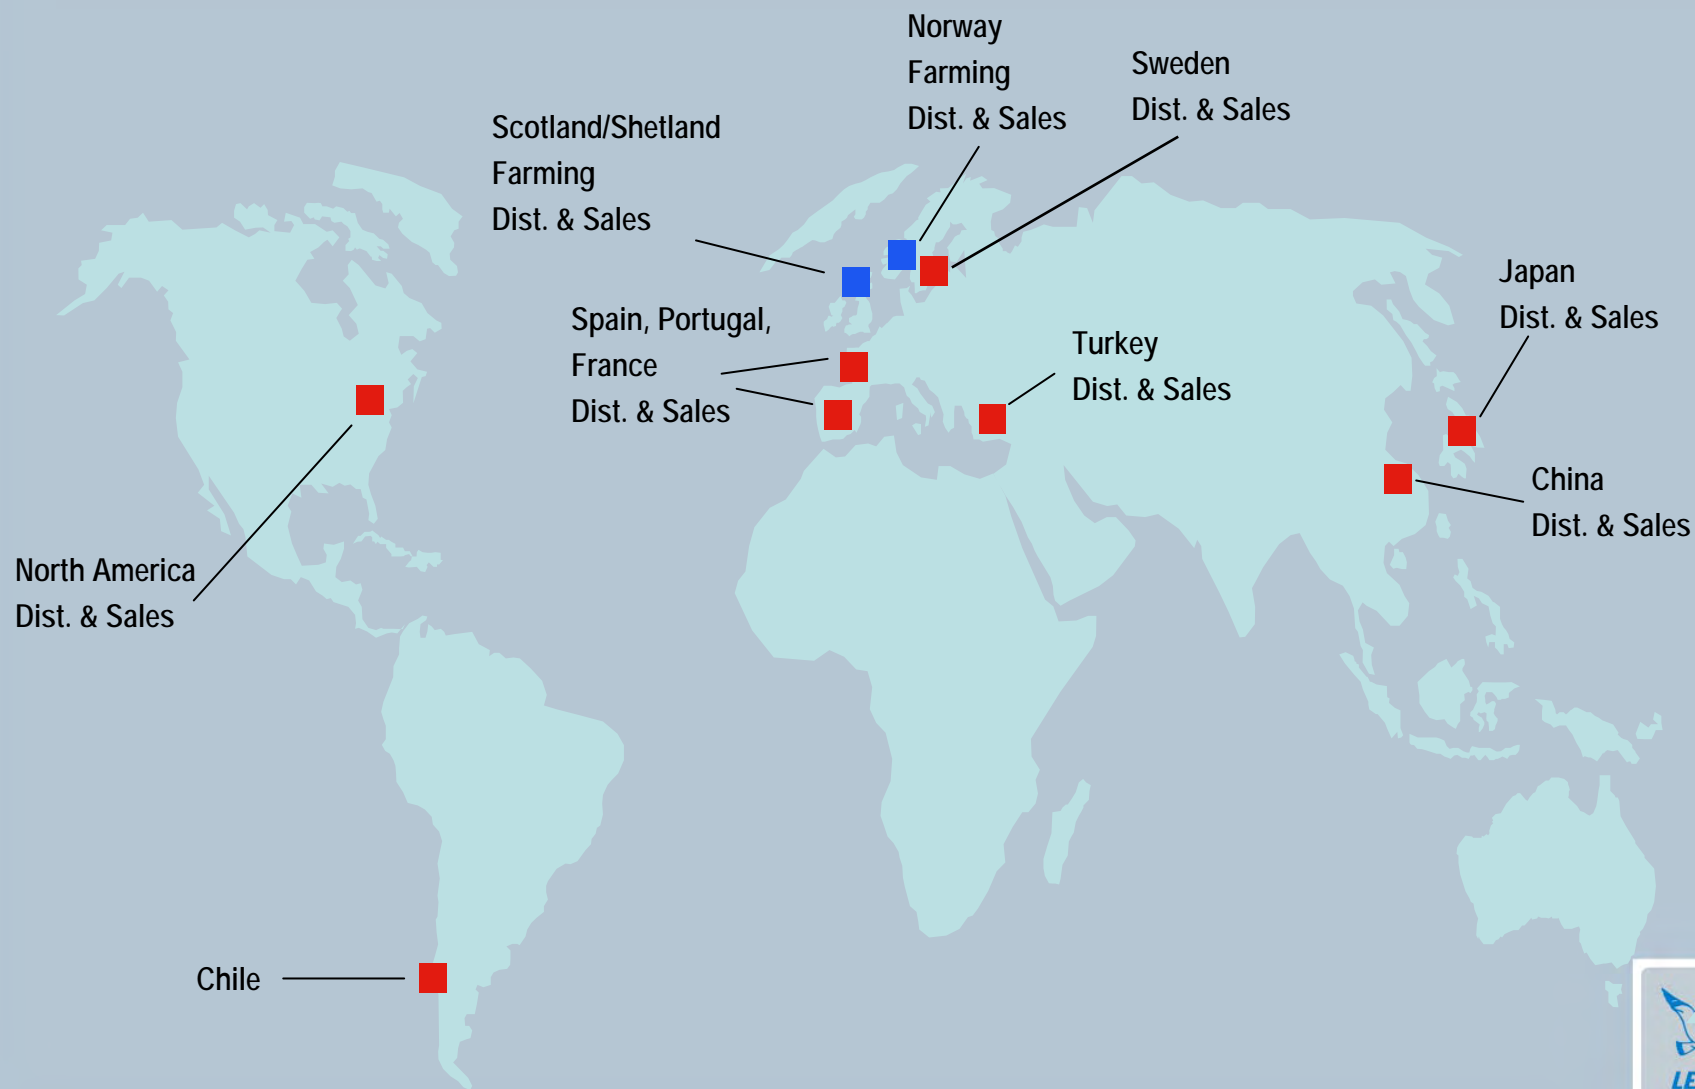 Norway
Farming
Dist. & Sales
Sweden
Dist. & Sales
Scotland/Shetland
Farming
Dist. & Sales
Japan
Dist. & Sales
Spain, Portugal,
France
Dist. & Sales
Turkey
Dist. & Sales
China
Dist. & Sales
North America
Dist. & Sales
Chile